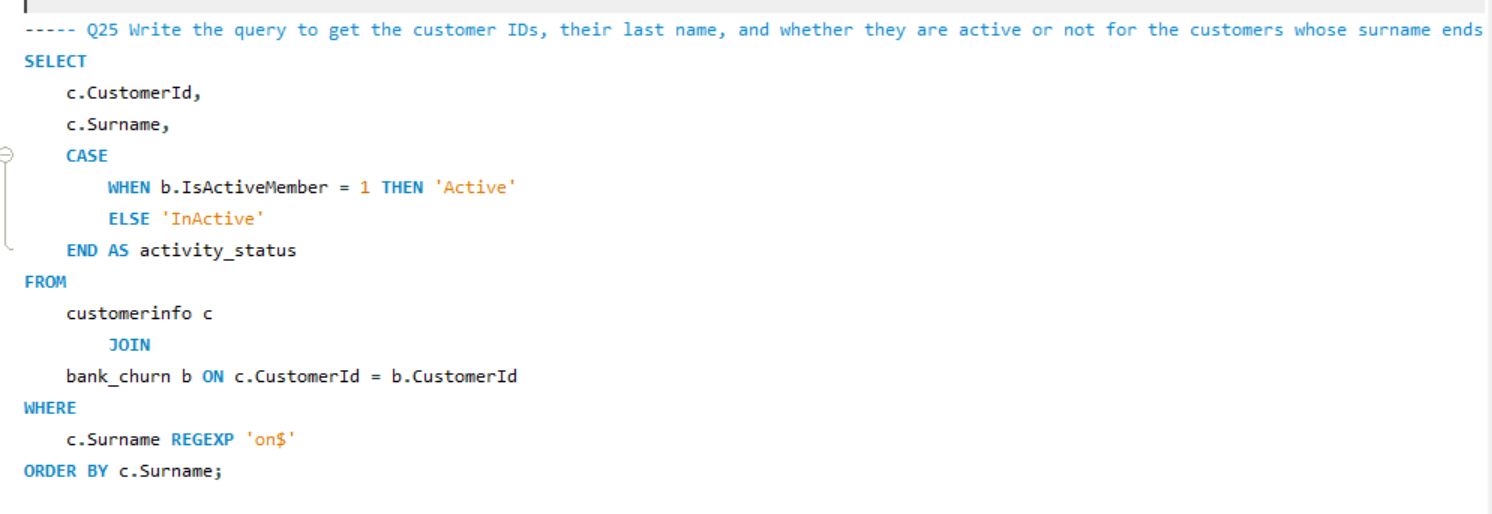 ----- Q25 Write the query to get the customer IDs, their last name, and whether they are active or not for the customers whose surname ends
SELECT
    c.CustomerId,
    c.Surname,
    CASE
        WHEN b.IsActiveMember = 1 THEN 'Active'
        ELSE 'InActive'
    END AS activity_status
FROM
    customerinfo c
        JOIN
    bank_churn b ON c.CustomerId = b.CustomerId
WHERE
    c.Surname REGEXP 'on$'
ORDER BY c.Surname;